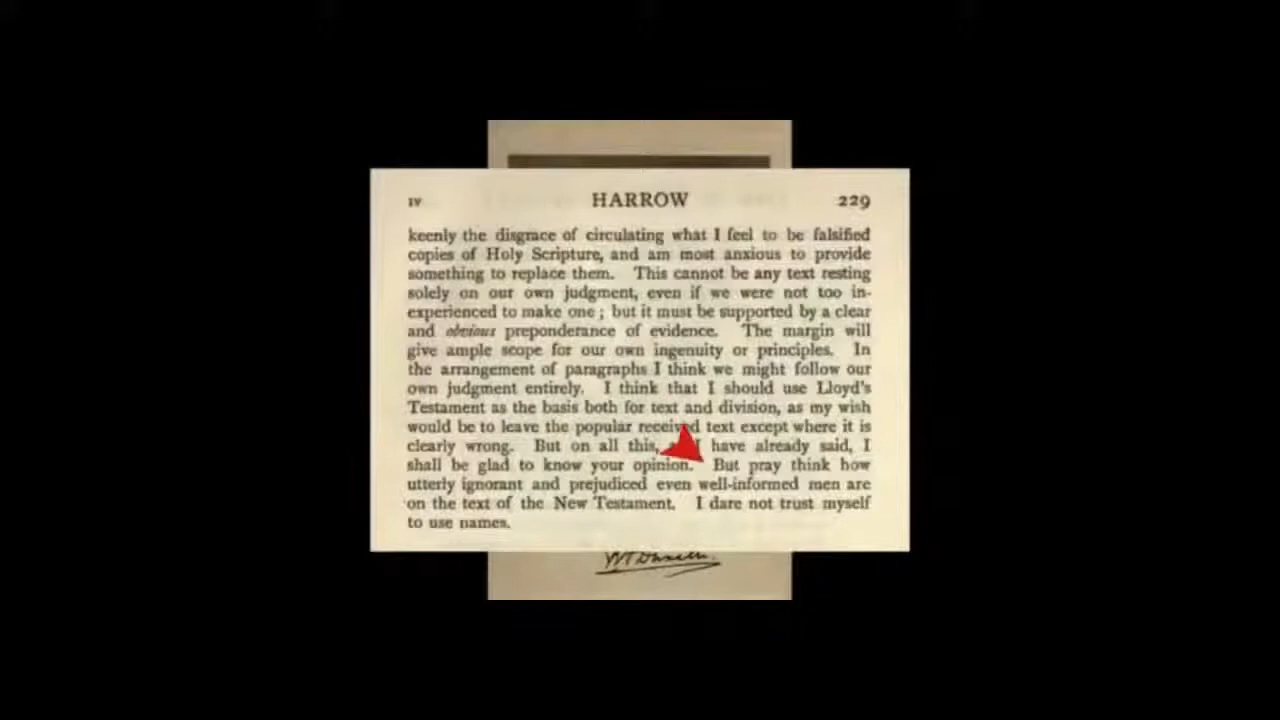 IV HARROW 229
keenly the disgrace of circulating what I feel to be falsified
copies of Holy Scripture, and am most anxious to provide
something to replace them. This cannot be any text resting
solely on our own judgment, even if we were not too in-
experienced to make one; but it must be supported by a clear
and obvious preponderance of evidence. The margin will
give ample scope for our own ingenuity or principles. In
the arrangement of paragraphs I think we might follow our
own judgment entirely. I think that I should use Lloyd's
Testament as the basis both for text and division, as my wish
would be to leave the popular received text except where it is
clearly wrong. But on all this, I have already said, I
shall be glad to know your opinion. But pray think how
utterly ignorant and prejudiced even well-informed men are
on the text of the New Testament. I dare not trust myself
to use names.